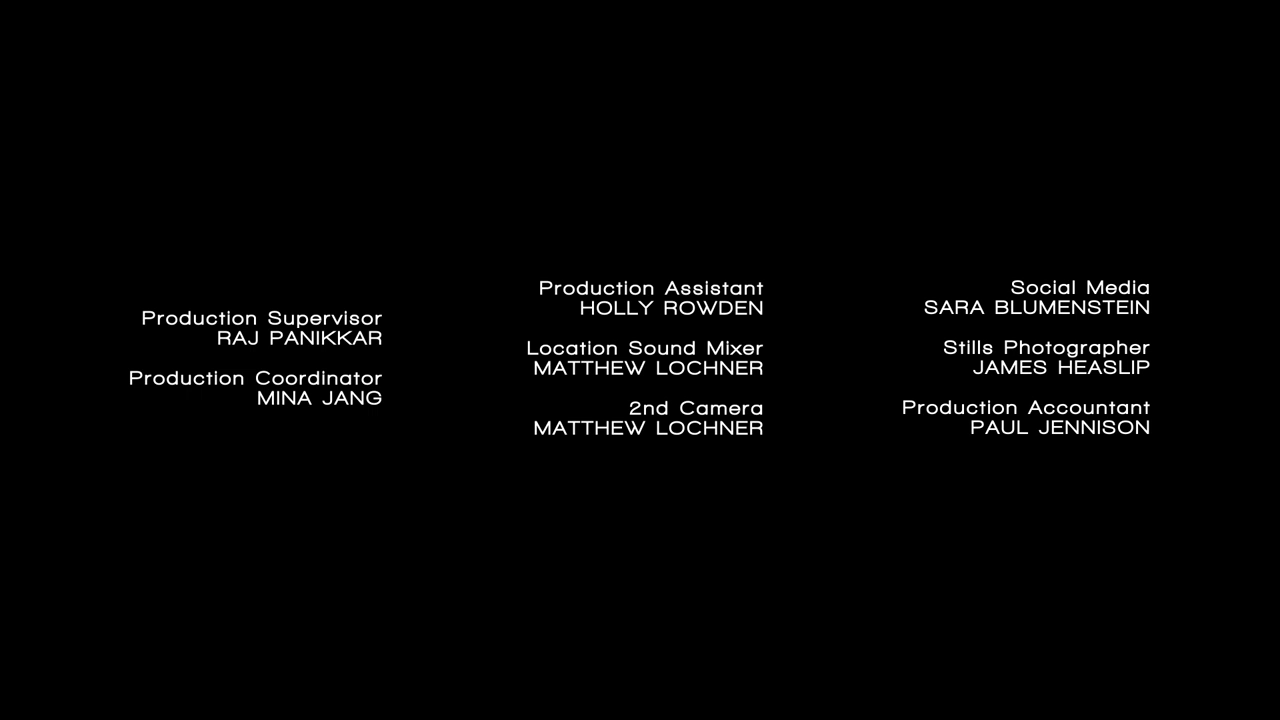 Production Supervisor
RAJ PANIKKAR
Production Coordinator
MINA JANG
Production Assistant
HOLLY ROWDEN
Location Sound Mixer
MATTHEW LOCHNER
2nd Camera
MATTHEW LOCHNER
Social Media
SARA BLUMENSTEIN
Stills Photographer
JAMES HEASLIP
Production Accountant
PAUL JENNISON